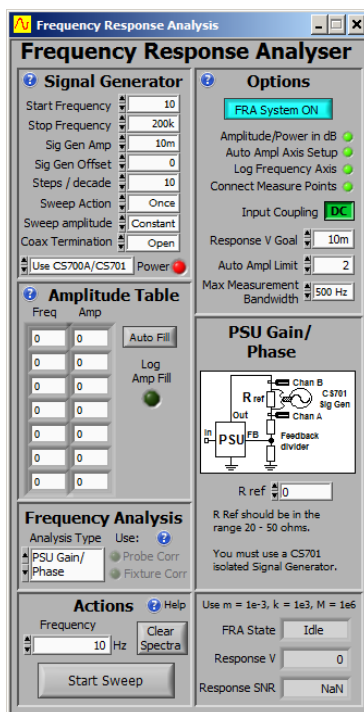 Frequency Response Analysis
Frequency Response Analyser
Signal Generator
Start Frequency 10
Stop Frequency 200k
Sig Gen Amp 10m
Sig Gen Offset 0
Steps / decade 10
Sweep Action Once
Sweep amplitude Constant
Coax Termination Open
Use CS700A/CS701 Power
Options
FRA System ON
Amplitude/Power in dB
Auto Ampl Axis Setup
Log Frequency Axis
Connect Measure Points
Input Coupling DC
Response V Goal 10m
Auto Ampl Limit 2
Max Measurement
Bandwidth 500 Hz
Amplitude Table
Freq Amp
0 0
0 0
0 0
0 0
0 0
0 0
0 0
Auto Fill
Log
Amp Fill
PSU Gain/
Phase
Chan B
R ref
CS701
Sig Gen
Out
Chan A
In
PSU
FB
Feedback
divider
R ref 0
R Ref should be in the
range 20 - 50 ohms.
You must use a CS701
isolated Signal Generator.
Frequency Analysis
Analysis Type Use:
PSU Gain/
Phase
Probe Corr
Fixture Corr
Actions Help
Frequency
10 Hz
Clear
Spectra
Start Sweep
Use m = 1e-3, k = 1e3, M = 1e6
FRA State Idle
Response V 0
Response SNR NaN